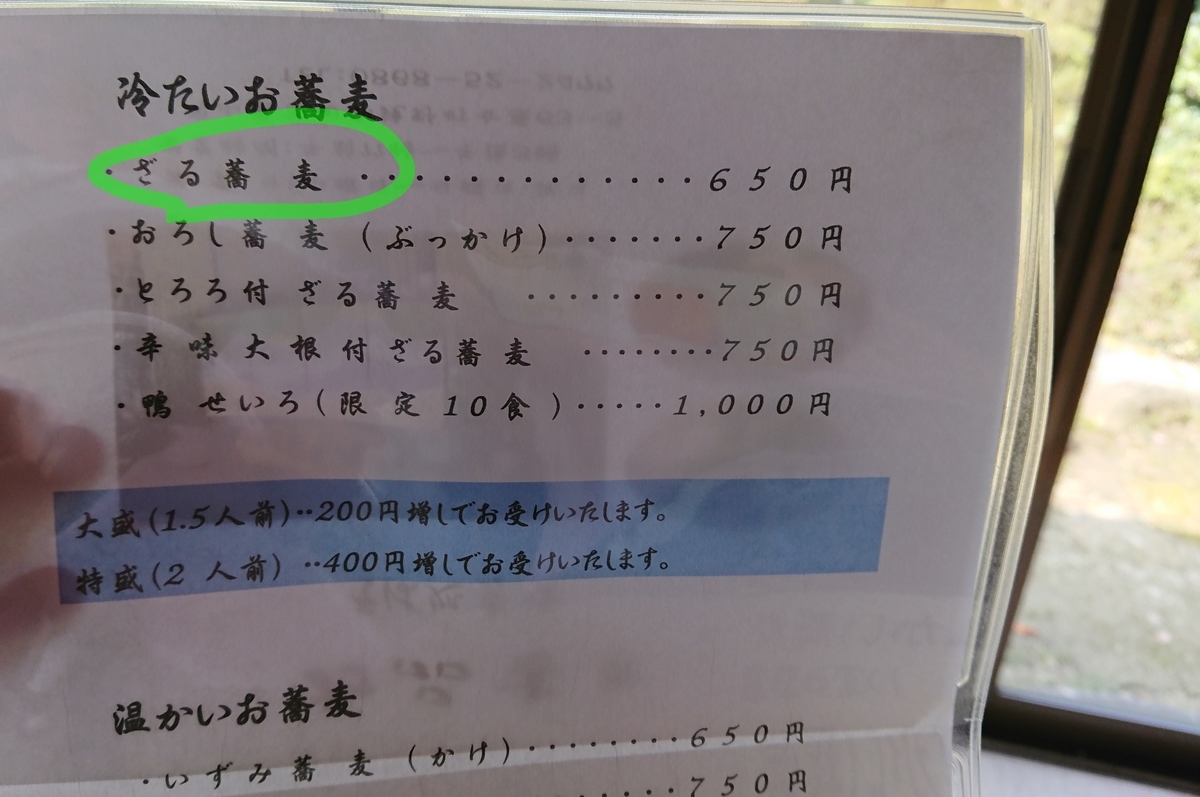 冷たいお蕎麦
・ざる蕎麦・・・・・・・・・・・・・・650円
・おろし蕎麦(ぶっかけ)・・・・・・・750円
・とろろ付ざる蕎麦 ・・・・・・・・・750円
・辛味大根付ざる蕎麦 ・・・・・・・750円
・鴨せいろ(限定10食)・・・・・1,000円
大盛(1.5人前)‥200円増しでお受けいたします。
特盛(2人前)‥400円増しでお受けいたします。
温かいお蕎麦
・いずみ蕎麦(かけ)・・・・・・・・650円
750円